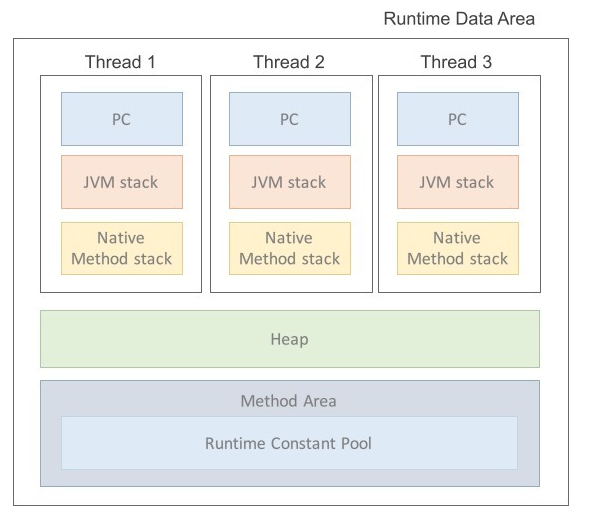 Runtime Data Area
Thread 1
Thread 2
Thread 3
PC
PC
PC
JVM stack
JVM stack
JVM stack
Native
Method stack
Native
Method stack
Native
Method stack
Heap
Method Area
Runtime Constant Pool